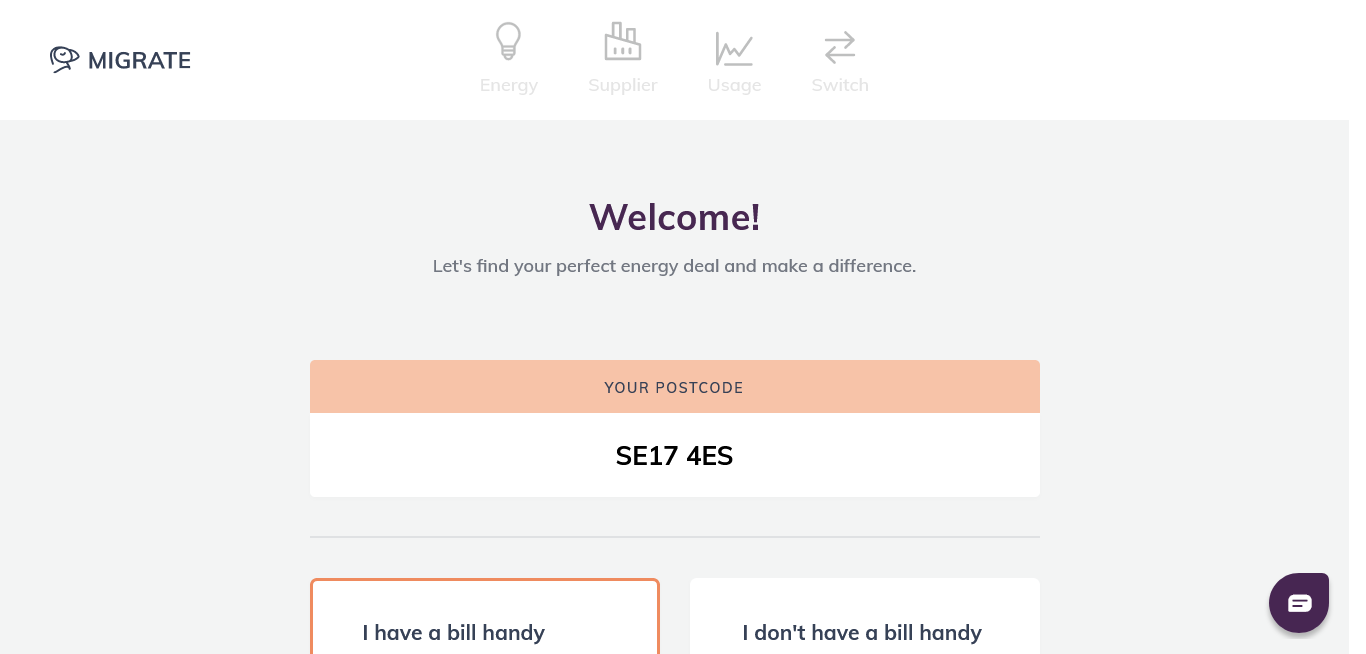 MIGRATE
Energy
Supplier
Usage
Switch
Welcome!
Let's find your perfect energy deal and make a difference.
YOUR POSTCODE
SE17 4ES
I have a bill handy
I don't have a bill handy